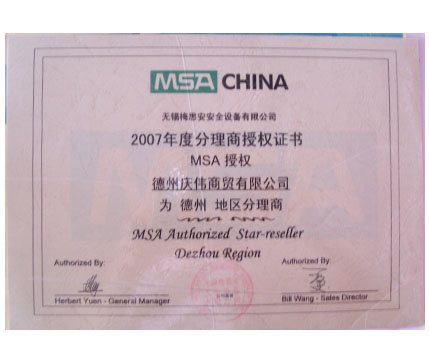 MSA CHINA
无锡梅思安安全设备有限公司
2007年度分理商授权证书
MSA 授权
德州庆伟商贸有限公司
为 德州 地区分理商
MSA Authorized Star-reseller
Dezhou Region
Authorized By:
Authorized By:
Herbert Yuen - General Manager
Bill Wang - Sales Director